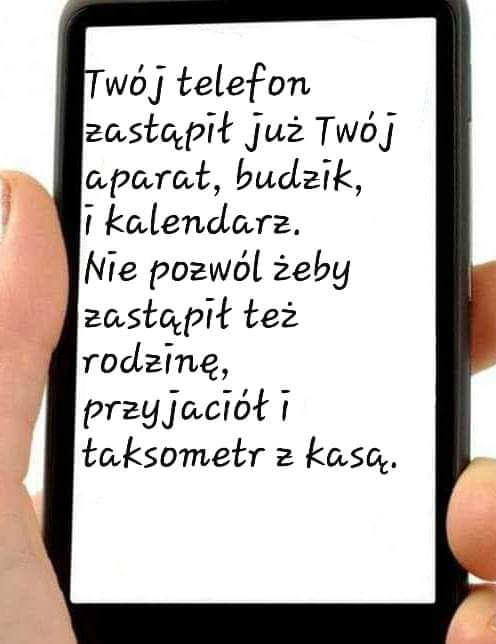 Twój telefon
zastąpił już Twój
aparat, budzik,
i kalendarz.
Nie pozwól żeby
zastąpił też
rodzinę,
przyjaciół i
taksometr z kasą.